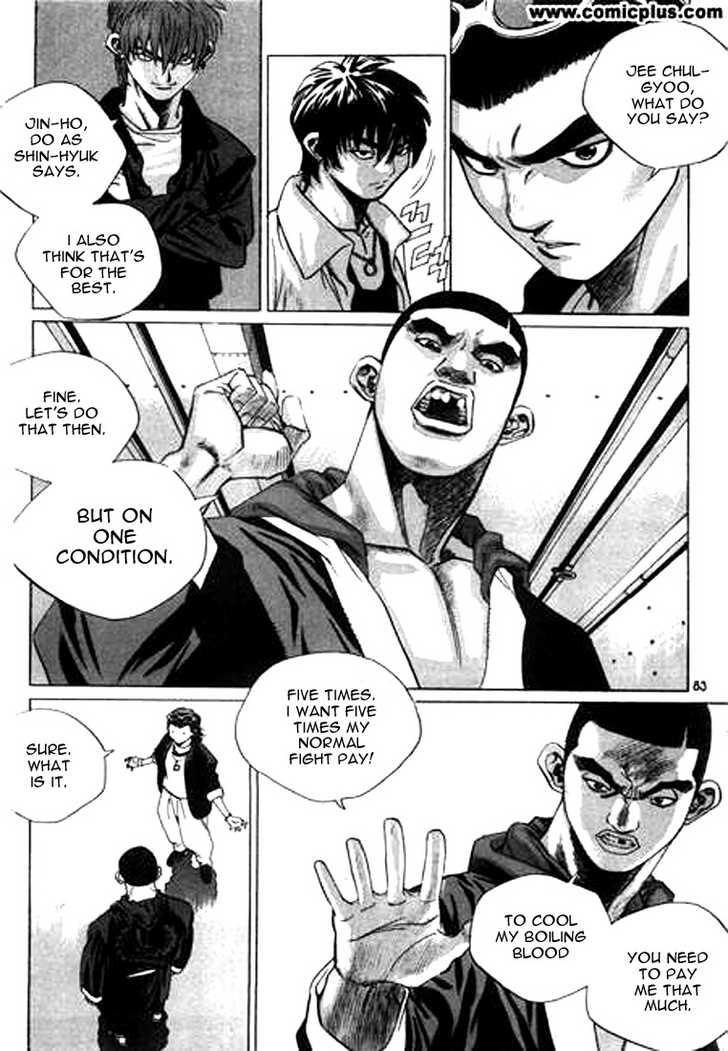 www.comicplus.com
JIN-HO,
DO AS
SHIN-HYUK
SAYS.
I ALSO
THINK THAT'S
FOR THE
BEST.
JEE CHUL-
GYOO,
WHAT DO
YOU SAY?
FINE.
LET'S DO
THAT THEN.
BUT ON
ONE
CONDITION.
83
SURE.
WHAT
IS IT.
FIVE TIMES.
I WANT FIVE
TIMES MY
NORMAL
FIGHT PAY!
TO COOL
MY BOILING
BLOOD
YOU NEED
TO PAY
ME THAT
MUCH.